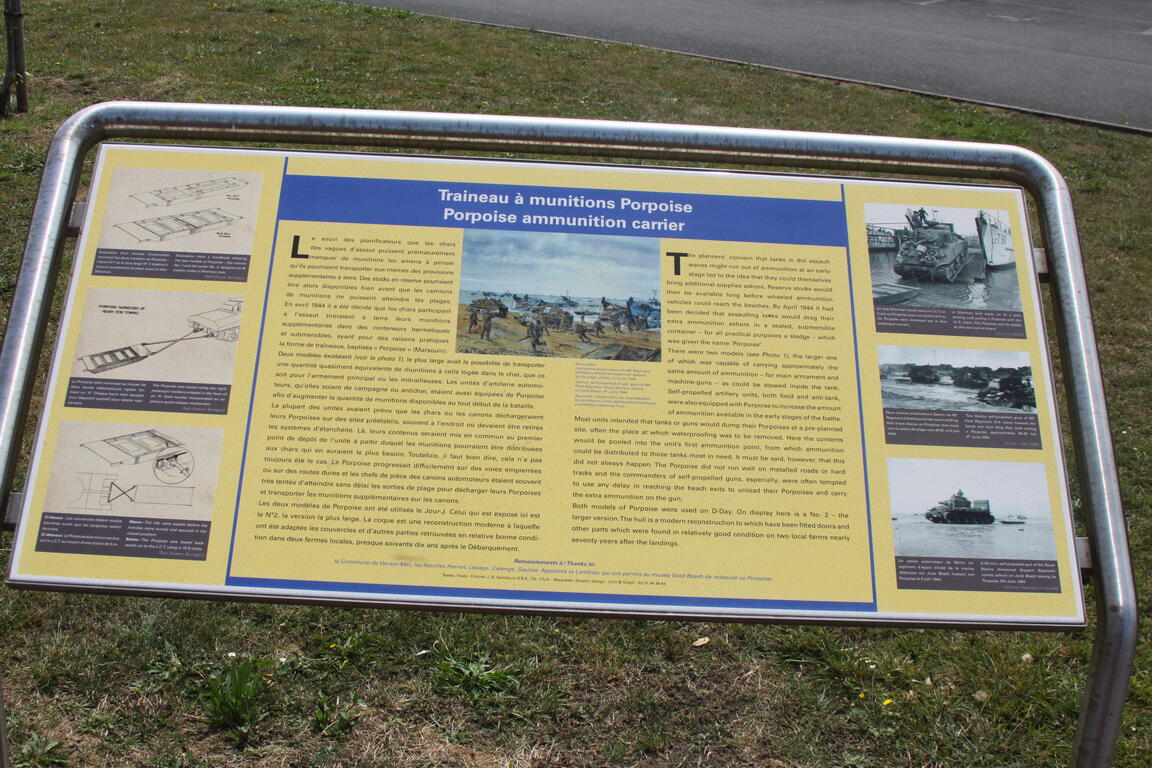 Traineau à munitions Porpoise
Porpoise ammunition carrier
Le souci des planificateurs que les chars
des vagues d'assaut puissent prématurément
manquer de munitions les amena à penser
qu'ils pourraient transporter eux mêmes des provisions
supplémentaires à terre. Des stocks en réserve pourraient
être alors disponibles bien avant que les camions
de munitions ne puissent atteindre les plages.
En avril 1944 il a été décidé que les chars participant
à l'assaut tireraient à terre leurs munitions
supplémentaires dans des conteneurs hermétiques
et submersibles, ayant pour des raisons pratiques
la forme de traineaux, baptisés « Porpoise » (Marsouin).
Deux modèles existaient (voir la photo 1), le plus large avait la possibilité de transporter
une quantité quasiment équivalente de munitions à celle logée dans le char, que ce
soit pour l'armement principal ou les mitrailleuses. Les unités d'artillerie automo-
teurs, qu'elles soient de campagne ou antichar, étaient aussi équipées de Porpoise
afin d'augmenter la quantité de munitions disponibles au tout début de la bataille.
La plupart des unités avaient prévu que les chars ou les canons déchargeraient
leurs Porpoises sur des sites préétablis, souvent à l'endroit où devaient être retirés
les systèmes d'étanchéité. Là, leurs contenus seraient mis en commun au premier
point de dépôt de l'unité à partir duquel les munitions pourraient être distribuées
aux chars qui en auraient le plus besoin. Toutefois, il faut bien dire, cela n'a pas
toujours été le cas. Le Porpoise progressait difficilement sur des voies empierrées
ou sur des routes dures et les chefs de pièce des canons automoteurs étaient souvent
très tentés d'atteindre sans délai les sorties de plage pour décharger leurs Porpoises
et transporter les munitions supplémentaires sur les canons.
Les deux modèles de Porpoise ont été utilisés le Jour-J. Celui qui est exposé ici est
le N°2, la version la plus large. La coque est une reconstruction moderne à laquelle
ont été adaptés les couvercles et d'autres parties retrouvées en relative bonne condi-
tion dans deux fermes locales, presque soixante dix ans après le Débarquement.
The planners' concern that tanks in the assault
waves might run out of ammunition at an early
stage led to the idea that they could themselves
bring additional supplies ashore. Reserve stocks would
then be available long before wheeled ammunition
vehicles could reach the beaches. By April 1944 it had
been decided that assaulting tanks would drag their
extra ammunition ashore in a sealed, submersible
container – for all practical purposes a sledge – which
was given the name 'Porpoise'.
There were two models (see Photo 1), the larger one
of which was capable of carrying approximately the
same amount of ammunition – for main armament and
machine-guns – as could be stowed inside the tank.
Self-propelled artillery units, both field and anti-tank,
were also equipped with Porpoise to increase the amount
of ammunition available in the early stages of the battle.
Most units intended that tanks or guns would dump their Porpoises at a pre-planned
site, often the place at which waterproofing was to be removed. Here the contents
would be pooled into the unit's first ammunition point, from which ammunition
could be distributed to those tanks most in need. It must be said, however, that this
did not always happen. The Porpoise did not run well on metalled roads or hard
tracks and the commanders of self-propelled guns, especially, were often tempted
to use any delay in reaching the beach exits to unload their Porpoises and carry
the extra ammunition on the gun.
Both models of Porpoise were used on D-Day. On display here is a No. 2 – the
larger version. The hull is a modern reconstruction to which have been fitted doors and
other parts which were found in relatively good condition on two local farms nearly
seventy years after the landings.
Remerciements à / Thanks to:
la Commune de Ver-sur-Mer, les familles Hervot, Lesage, Calenge, Gautier, Agostinis et Landrieu qui ont permis au musée Gold Beach de restaurer ce Porpoise.
PORPOISE HARNESSED UP
READY FOR TOWING